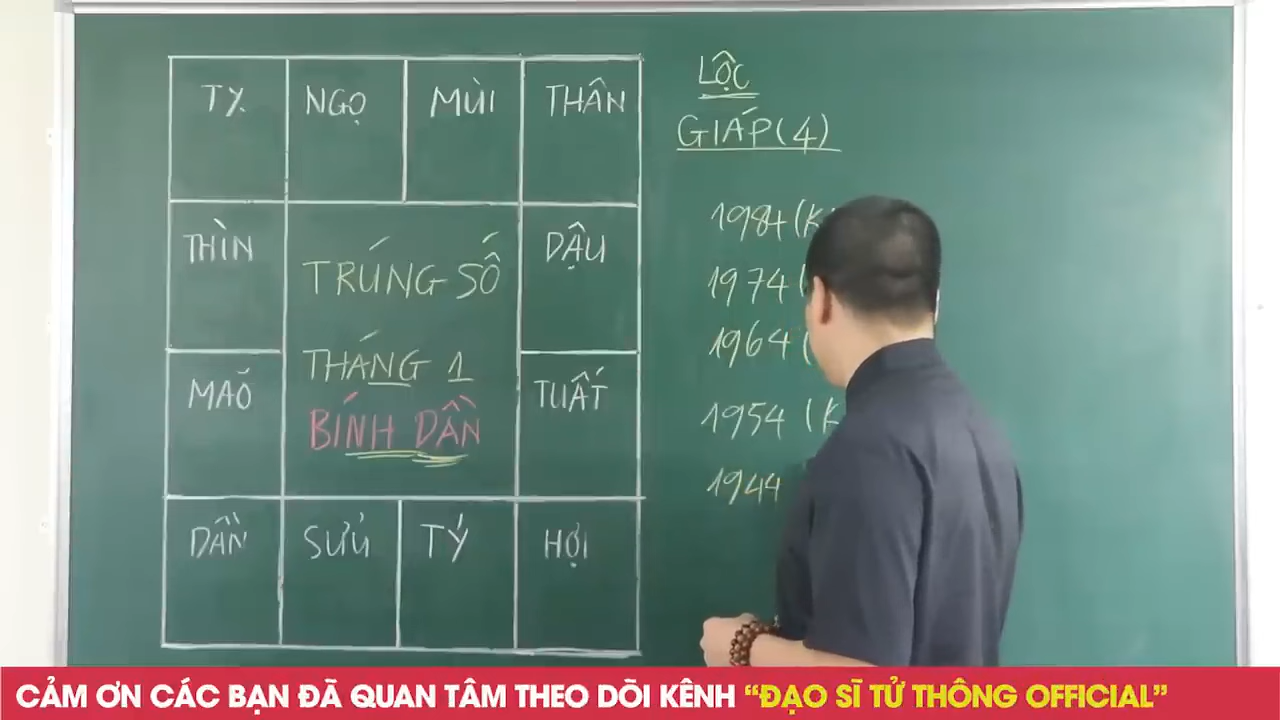 TỴ NGỌ MÙI THÂN
THÌN DẬU
MAÕ TUẤT
DẦN SỬU TÝ HỢI
TRÚNG SỐ
THÁNG 1
BÍNH DẦN
LỘC
GIÁP(4)
1984(K
1974(
1964(
1954 (K
1944
CẢM ƠN CÁC BẠN ĐÃ QUAN TÂM THEO DÕI KÊNH “ĐẠO SĨ TỬ THÔNG OFFICIAL”